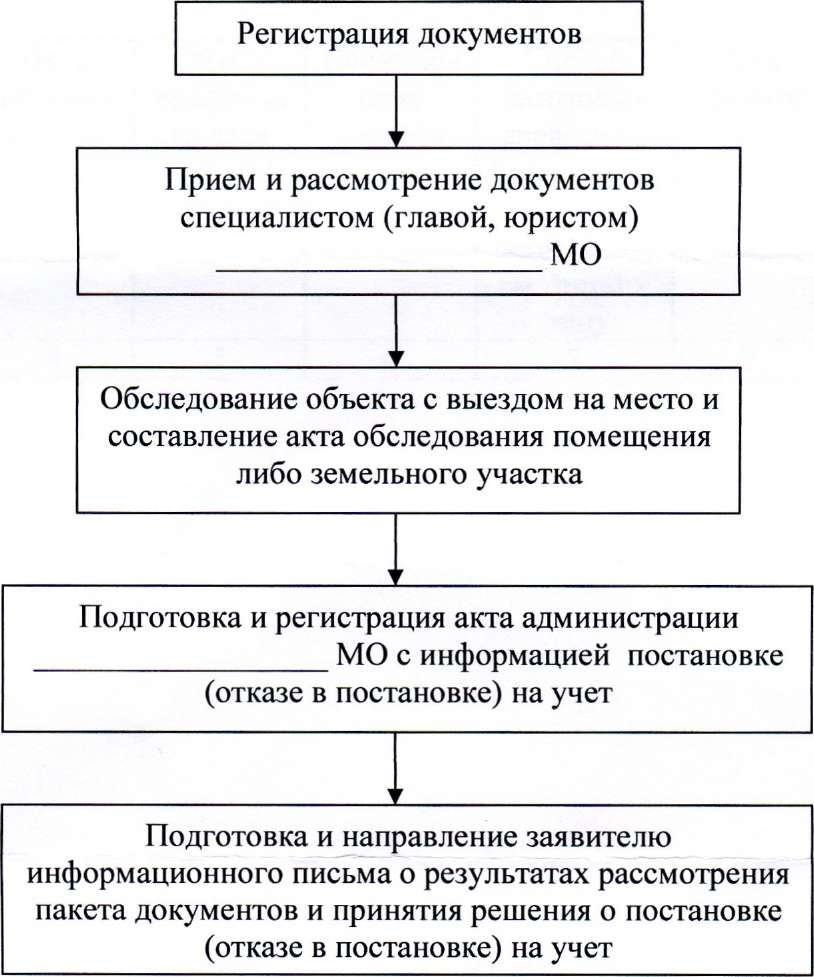 Регистрация документов
Прием и рассмотрение документов
специалистом (главой, юристом)
____________________ МО
Обследование объекта с выездом на место и
составление акта обследования помещения
либо земельного участка
Подготовка и регистрация акта администрации
__________________ МО с информацией постановке
(отказе в постановке) на учет
Подготовка и направление заявителю
информационного письма о результатах рассмотрения
пакета документов и принятия решения о постановке
(отказе в постановке) на учет